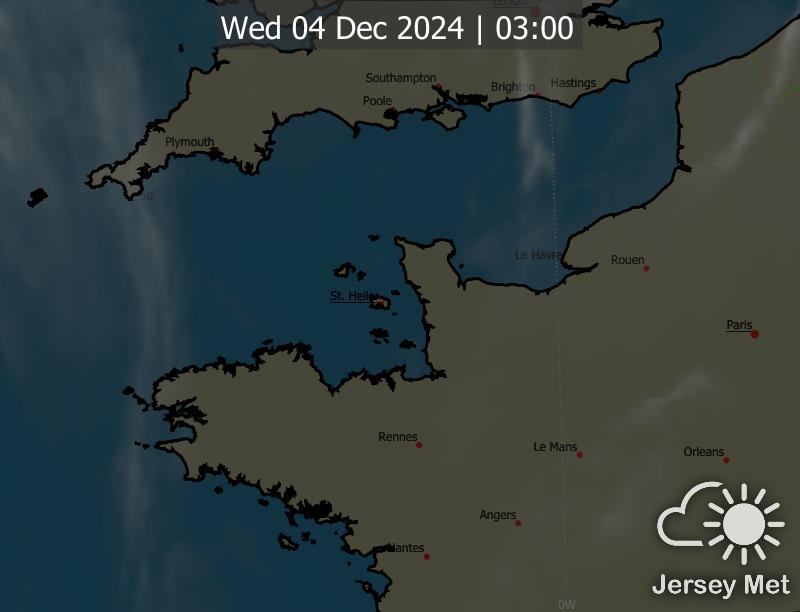 London
Wed 04 Dec 2024 | 03:00
Southampton
Brighton
Hastings
Poole
Plymouth
50
Le Havre
Rouen
St. Helier
Paris
Rennes
Le Mans
Orleans
Angers
Nantes
Jersey Met
0W